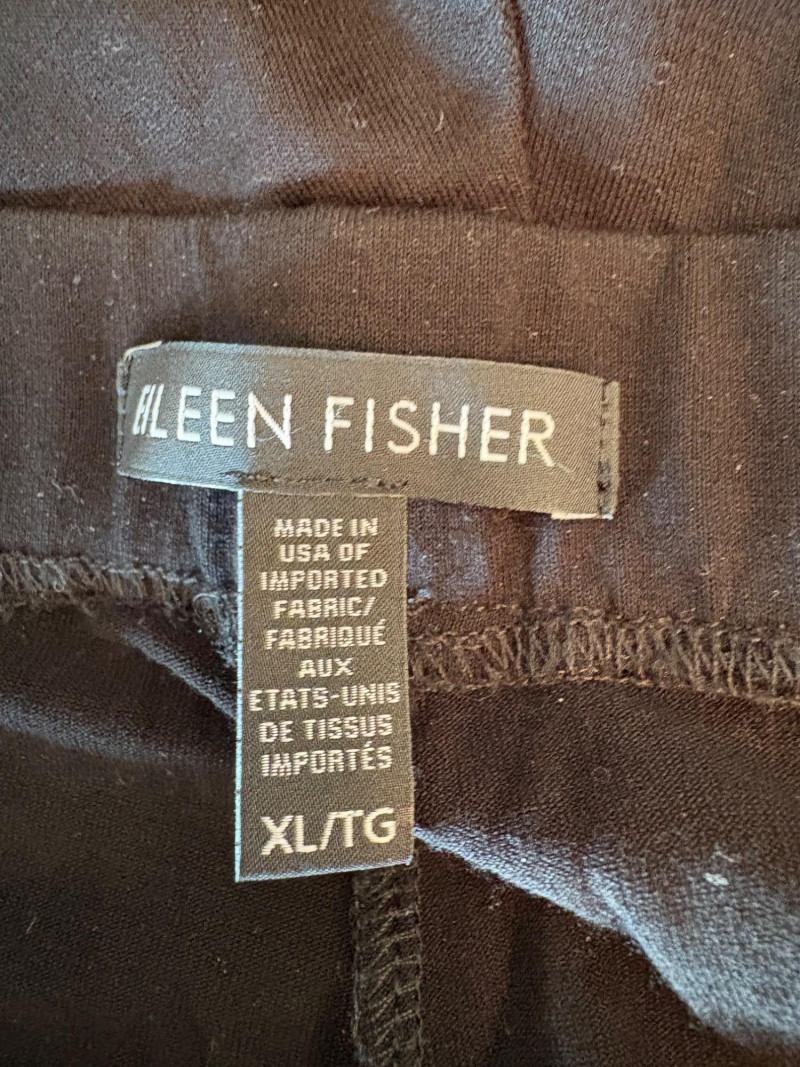 EILEEN FISHER
MADE IN
USA OF
IMPORTED
FABRIC/
FABRIQUÉ
AUX
ETATS-UNIS
DE TISSUS
IMPORTÉS
XL/TG